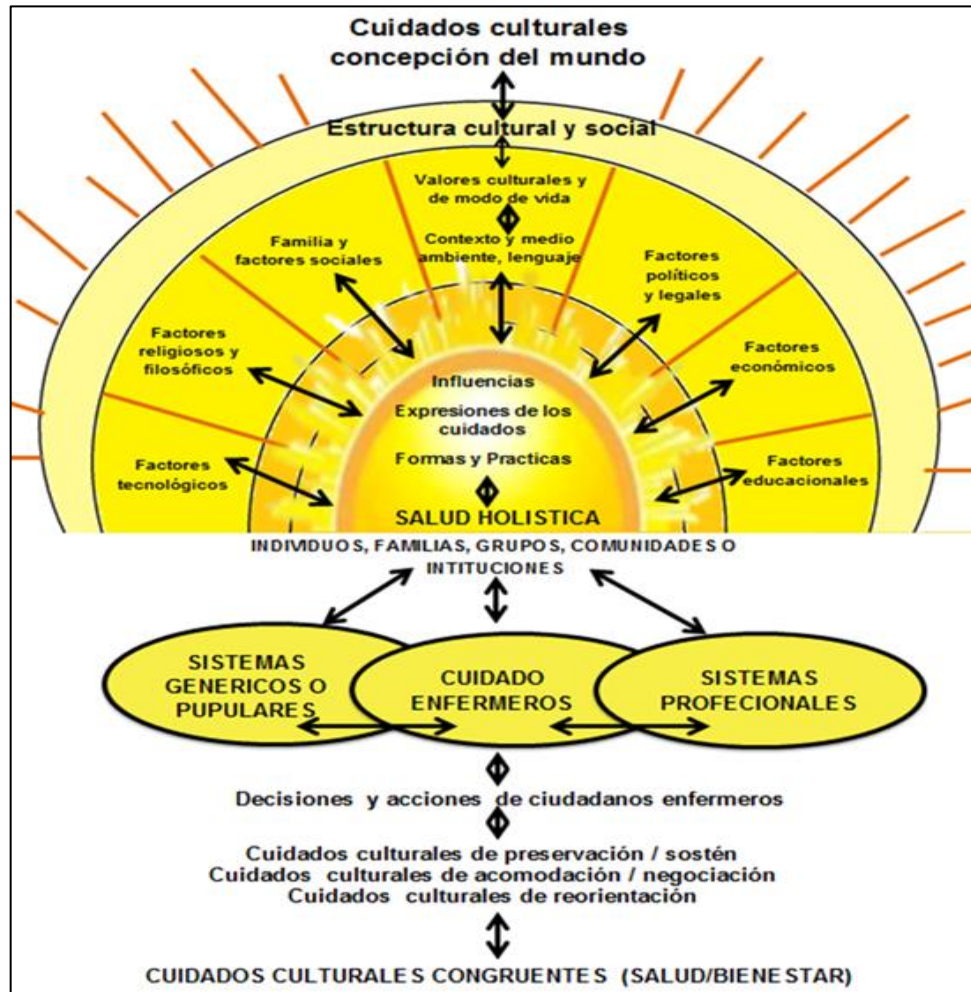 Cuidados culturales
concepción del mundo
Estructura cultural y social
Valores culturales y
de modo de vida
Contexto y medio
ambiente, lenguaje
Familia y
factores sociales
Factores
políticos
y legales
Factores
religiosos y
filosóficos
Factores
económicos
Factores
tecnológicos
Factores
educacionales
Influencias
Expresiones de los
cuidados
Formas y Practicas
SALUD HOLISTICA
INDIVIDUOS, FAMILIAS, GRUPOS, COMUNIDADES O
INTITUCIONES
SISTEMAS
GENERICOS O
PUPULARES
CUIDADO
ENFERMEROS
SISTEMAS
PROFECIONALES
Decisiones y acciones de ciudadanos enfermeros
Cuidados culturales de preservación / sostén
Cuidados culturales de acomodación / negociación
Cuidados culturales de reorientación
CUIDADOS CULTURALES CONGRUENTES (SALUD/BIENESTAR)